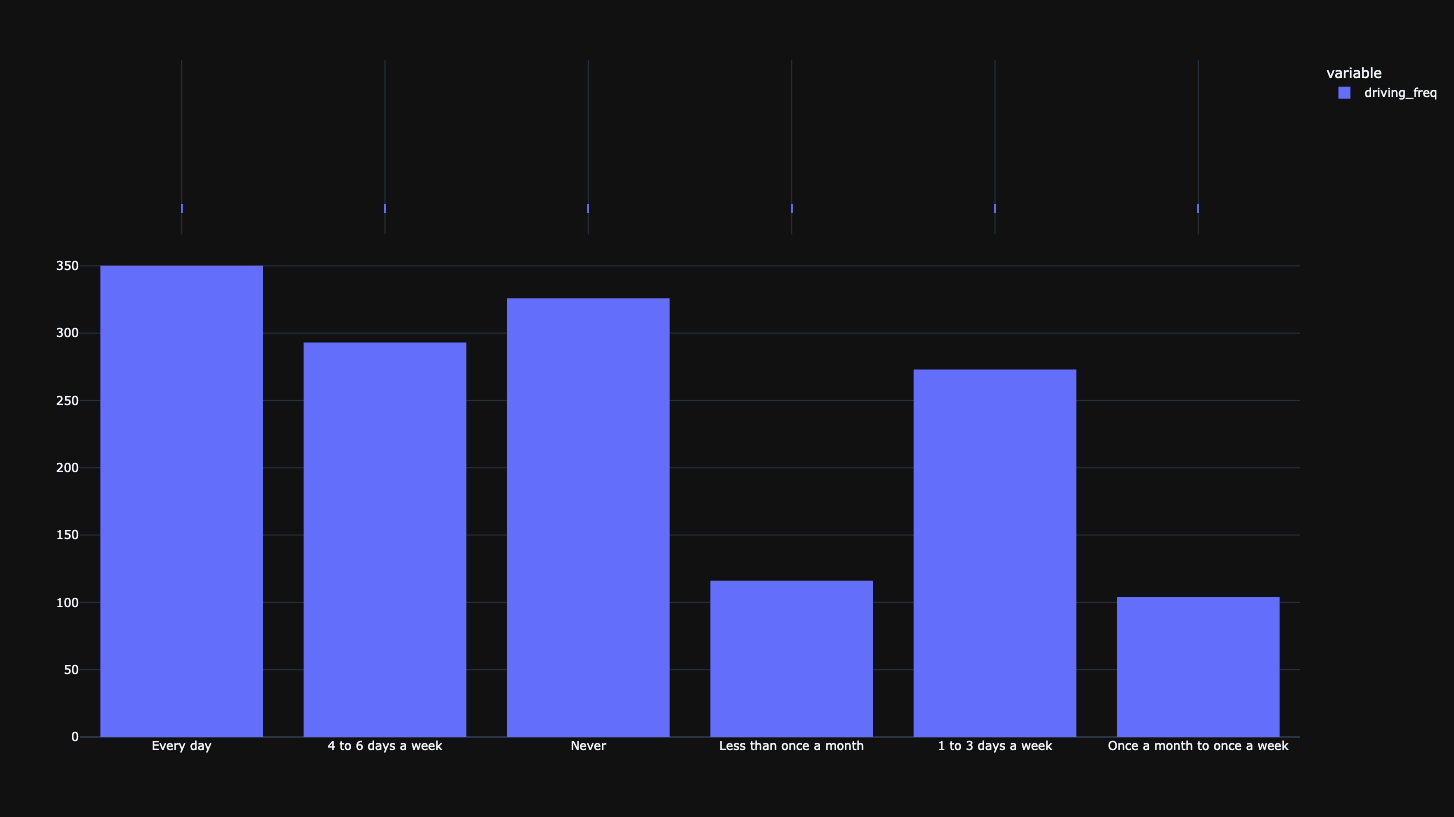 variable
driving_freq
350
300
250
200
150
100
50
0
Every day
4 to 6 days a week
Never
Less than once a month
1 to 3 days a week
Once a month to once a week